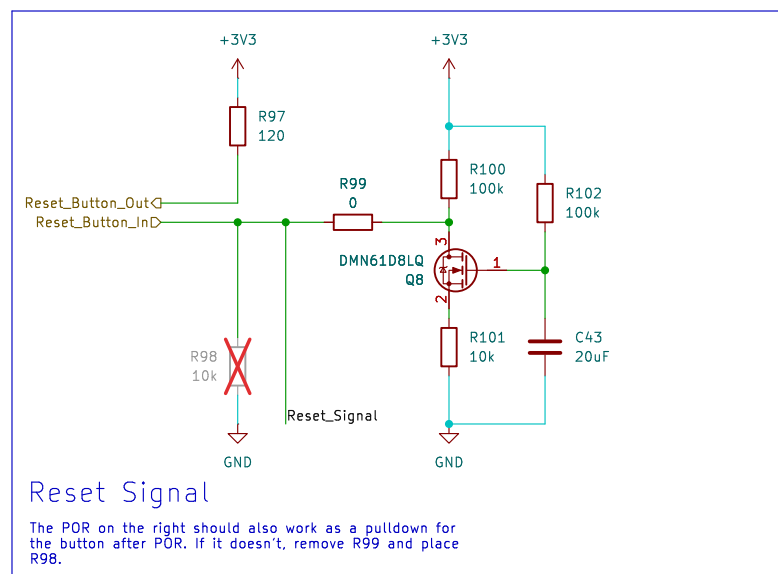 +3V3
+3V3
R97
120
R99
0
R100
100k
R102
100k
Reset_Button_Out
Reset_Button_In
3
DMN61D8LQ
Q8
1
2
R98
10k
R101
10k
C43
20uF
Reset_Signal
GND
GND
Reset Signal
The POR on the right should also work as a pulldown for
the button after POR. If it doesn't, remove R99 and place
R98.